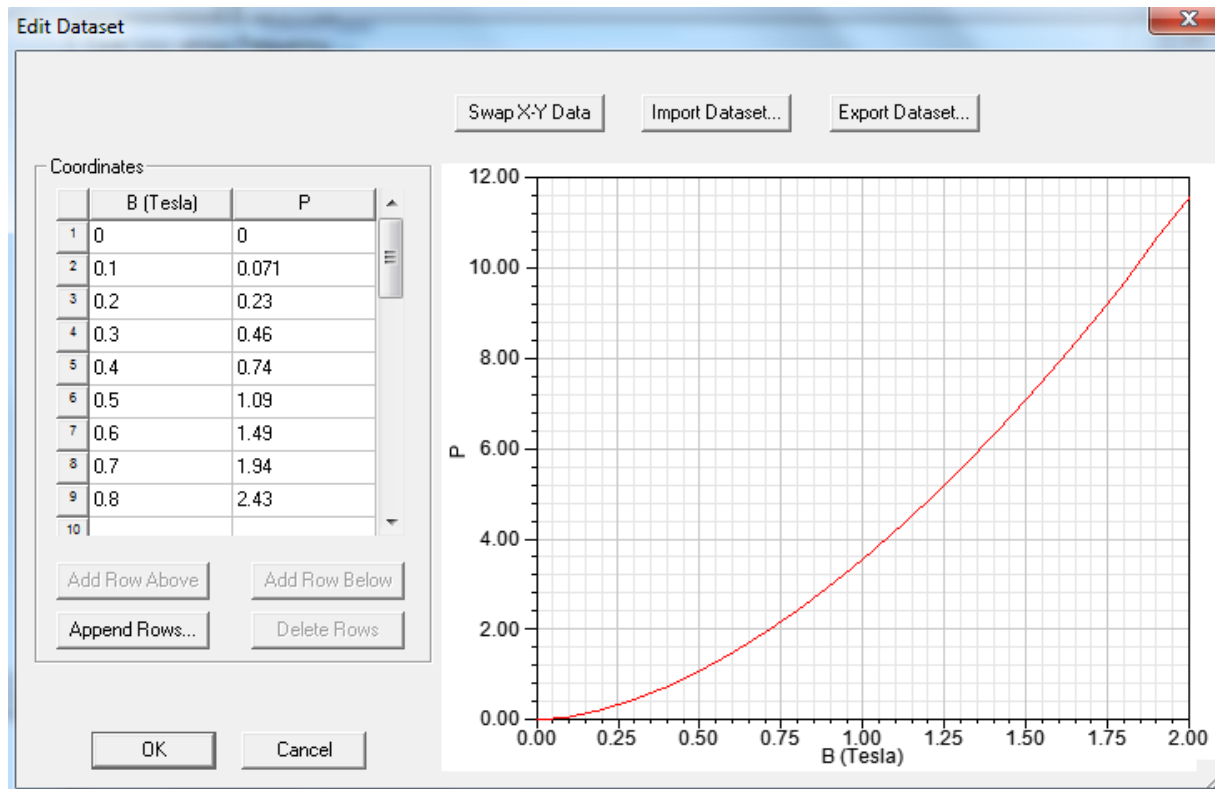 Edit Dataset
Swap X-Y Data Import Dataset... Export Dataset...
Coordinates
B (Tesla) P
1 0 0
2 0.1 0.071
3 0.2 0.23
4 0.3 0.46
5 0.4 0.74
6 0.5 1.09
7 0.6 1.49
8 0.7 1.94
9 0.8 2.43
10
Add Row Above Add Row Below
Append Rows... Delete Rows
OK Cancel
12.00
10.00
8.00
6.00
4.00
2.00
0.00
P
0.00 0.25 0.50 0.75 1.00 1.25 1.50 1.75 2.00
B (Tesla)